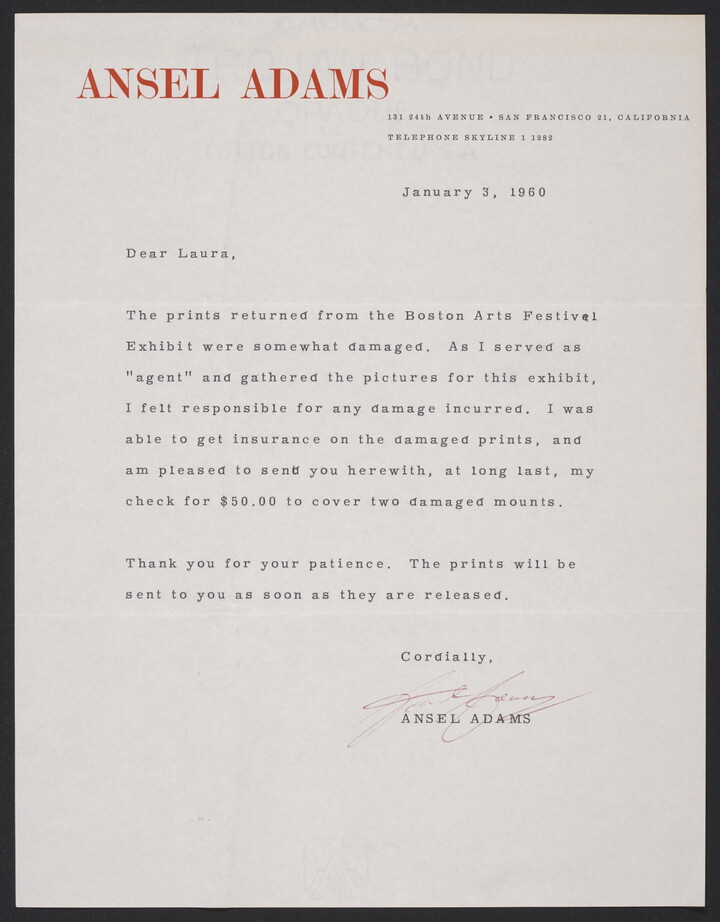 ANSEL ADAMS
131 24th AVENUE • SAN FRANCISCO 21, CALIFORNIA
TELEPHONE SKYLINE 1 1282
January 3, 1960
Dear Laura,
The prints returned from the Boston Arts Festival
Exhibit were somewhat damaged.  As I served as
"agent" and gathered the pictures for this exhibit,
I felt responsible for any damage incurred.  I was
able to get insurance on the damaged prints, and
am pleased to send you herewith, at long last, my
check for $50.00 to cover two damaged mounts.
Thank you for your patience.  The prints will be
sent to you as soon as they are released.
Cordially,
Ansel Adams
ANSEL ADAMS